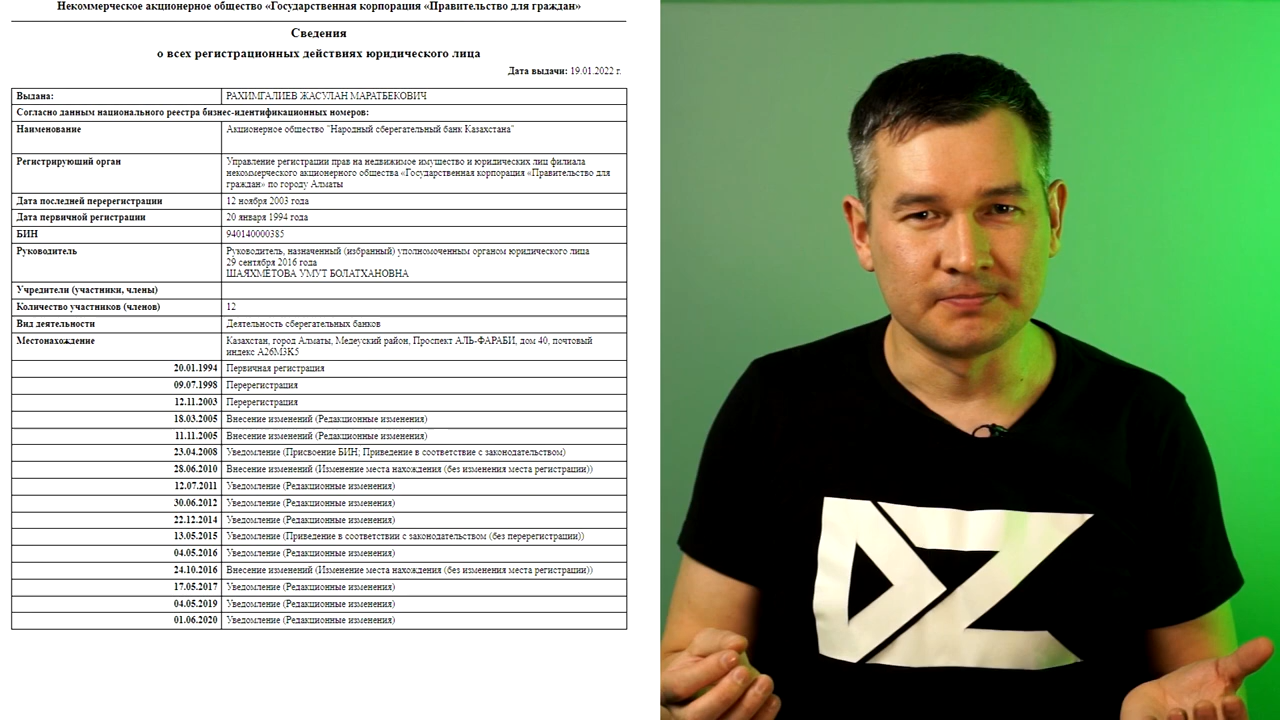 Некоммерческое акционерное общество «Государственная корпорация «Правительство для граждан»
Сведения
о всех регистрационных действиях юридического лица
Дата выдачи: 19.01.2022 г.
Выдана: РАХИМГАЛИЕВ ЖАСУЛАН МАРАТБЕКОВИЧ
Согласно данным национального реестра бизнес-идентификационных номеров:
Наименование Акционерное общество "Народный сберегательный банк Казахстана"
Регистрирующий орган Управление регистрации прав на недвижимое имущество и юридических лиц филиала
некоммерческого акционерного общества «Государственная корпорация «Правительство для
граждан» по городу Алматы
Дата последней перерегистрации 12 ноября 2003 года
Дата первичной регистрации 20 января 1994 года
БИН 940140000385
Руководитель Руководитель, назначенный (избранный) уполномоченным органом юридического лица
29 сентября 2016 года
ШАЯХМЕТОВА УМУТ БОЛАТХАНОВНА
Учредители (участники, члены)
Количество участников (членов) 12
Вид деятельности Деятельность сберегательных банков
Местонахождение Казахстан, город Алматы, Медеуский район, Проспект АЛЬ-ФАРАБИ, дом 40, почтовый
индекс A26M3K5
20.01.1994 Первичная регистрация
09.07.1998 Перерегистрация
12.11.2003 Перерегистрация
18.03.2005 Внесение изменений (Редакционные изменения)
11.11.2005 Внесение изменений (Редакционные изменения)
23.04.2008 Уведомление (Присвоение БИН; Приведение в соответствие с законодательством)
28.06.2010 Внесение изменений (Изменение места нахождения (без изменения места регистрации))
12.07.2011 Уведомление (Редакционные изменения)
30.06.2012 Уведомление (Редакционные изменения)
22.12.2014 Уведомление (Редакционные изменения)
13.05.2015 Уведомление (Приведение в соответствии с законодательством (без перерегистрации))
04.05.2016 Уведомление (Редакционные изменения)
24.10.2016 Внесение изменений (Изменение места нахождения (без изменения места регистрации))
17.05.2017 Уведомление (Редакционные изменения)
04.05.2019 Уведомление (Редакционные изменения)
01.06.2020 Уведомление (Редакционные изменения)
DZ